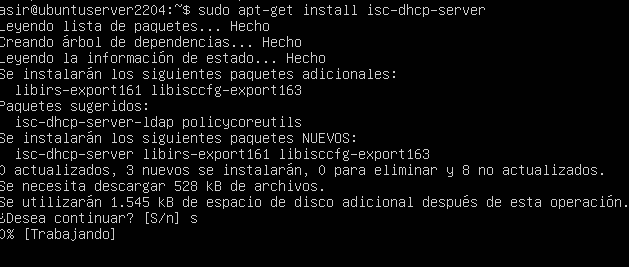 asir@ubuntuserver2204:~$ sudo apt-get install isc-dhcp-server
Leyendo lista de paquetes... Hecho
Creando árbol de dependencias... Hecho
Leyendo la información de estado... Hecho
Se instalarán los siguientes paquetes adicionales:
  libirs-export161 libisccfg-export163
Paquetes sugeridos:
  isc-dhcp-server-ldap policycoreutils
Se instalarán los siguientes paquetes NUEVOS:
  isc-dhcp-server libirs-export161 libisccfg-export163
0 actualizados, 3 nuevos se instalarán, 0 para eliminar y 8 no actualizados.
Se necesita descargar 528 kB de archivos.
Se utilizarán 1.545 kB de espacio de disco adicional después de esta operación.
¿Desea continuar? [S/n] s
0% [Trabajando]